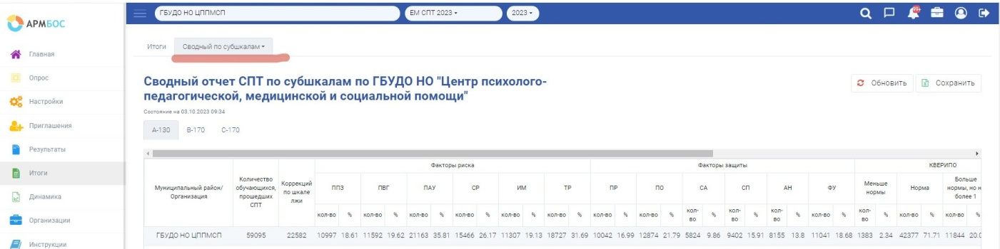 АРМБОС
ГБУДО НО ЦППМСП
ЕМ СПТ 2023
2023
99+
Главная
Опрос
Настройки
Приглашения
Результаты
Итоги
Динамика
Организации
Инструкции
Итоги Сводный по субшкалам
Сводный отчет СПТ по субшкалам по ГБУДО НО "Центр психолого-
педагогической, медицинской и социальной помощи"
Обновить Сохранить
Состояние на 03.10.2023 09:34
А-130 В-170 С-170
Муниципальный район/
Организация
Количество
обучающихся,
прошедших
СПТ
Коррекций
по шкале
лжи
Факторы риска Факторы защиты КВЕРИПО
ППЗ ПВГ ПАУ СР ИМ ТР ПР ПО СА СП АН ФУ
Меньше
нормы
Норма
Больше
нормы, но н
более 1
кол-во % кол-во % кол-во % кол-во % кол-во % кол-во % кол-во % кол-во % кол-во % кол-во % кол-во % кол-во % кол-во % кол-во % кол-во %
ГБУДО НО ЦППМСП 59095 22582 10997 18.61 11592 19.62 21163 35.81 15466 26.17 11307 19.13 18727 31.69 10042 16.99 12874 21.79 5824 9.86 9402 15.91 8155 13.8 11041 18.68 1383 2.34 42377 71.71 11844 20.0